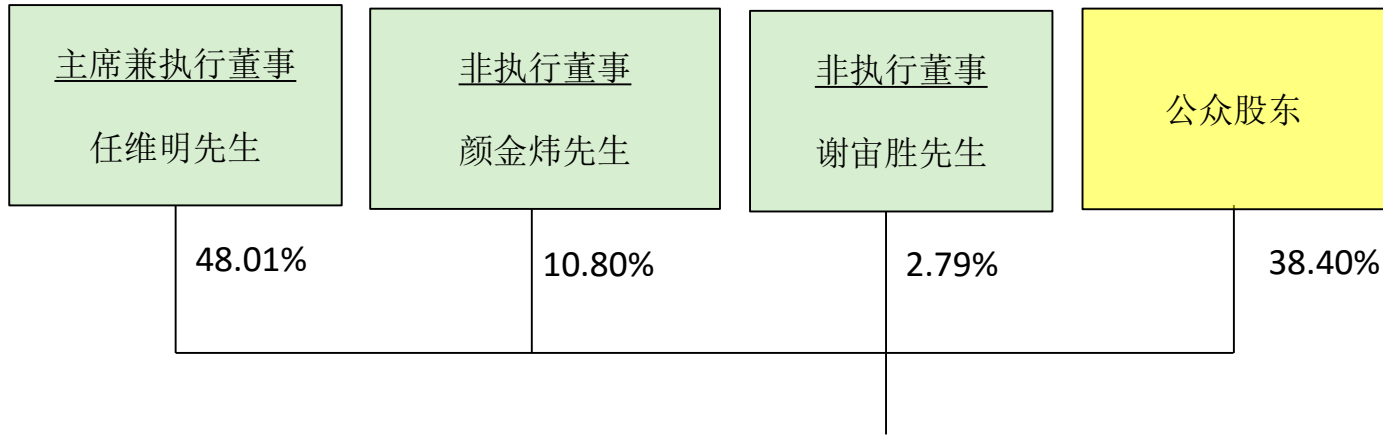 主席兼执行董事
任维明先生
非执行董事
颜金炜先生
非执行董事
谢宙胜先生
公众股东
48.01%
10.80%
2.79%
38.40%